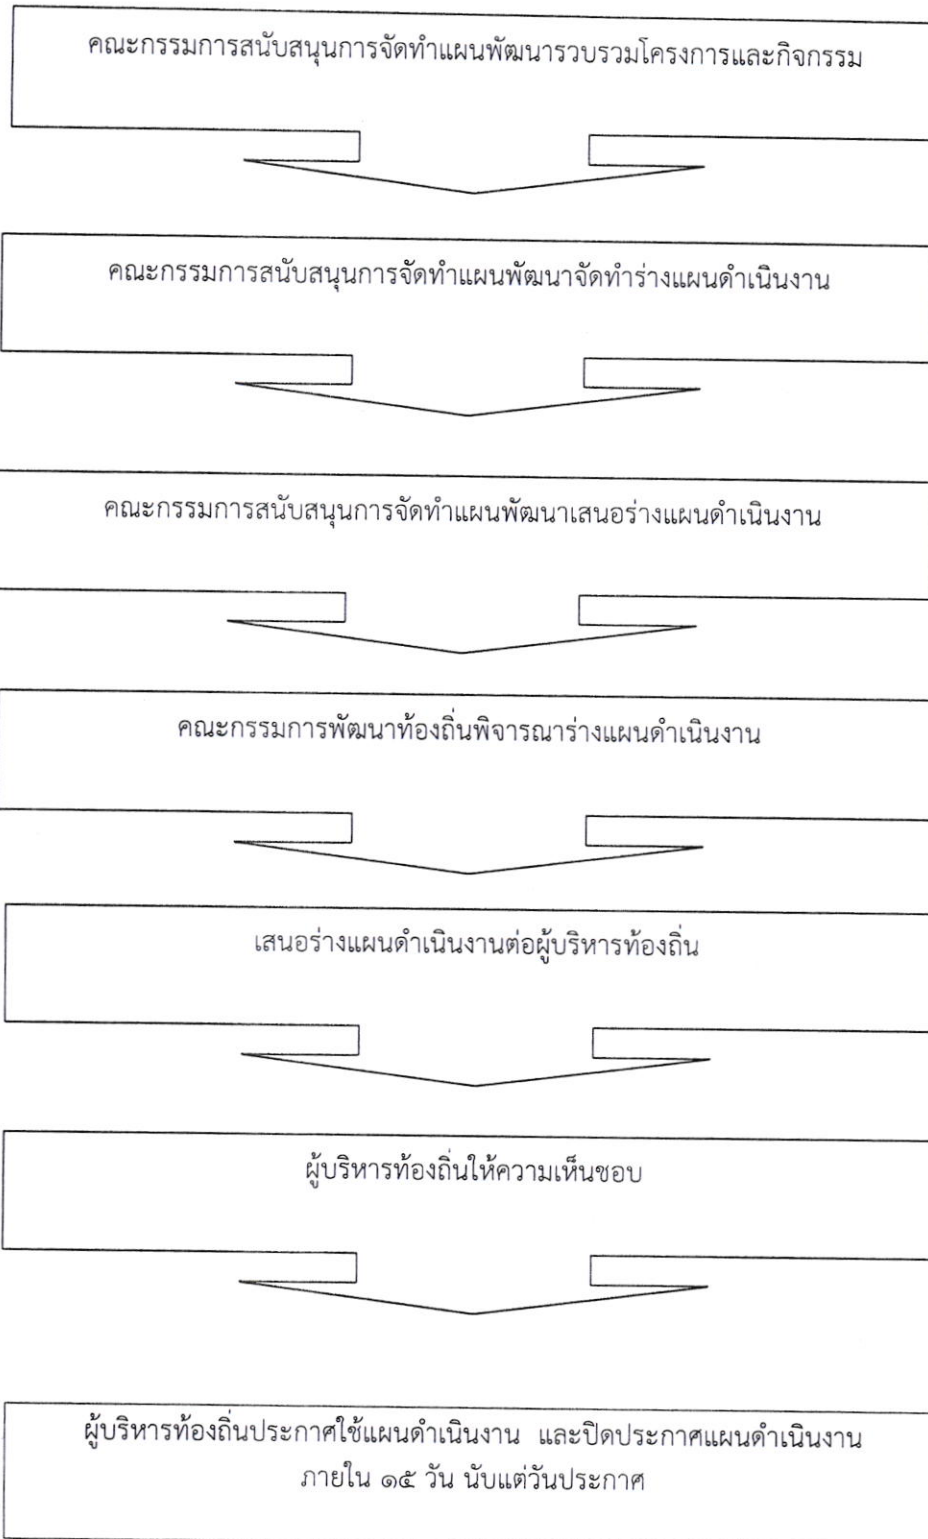 คณะกรรมการสนับสนุนการจัดทำแผนพัฒนารวบรวมโครงการและกิจกรรม
คณะกรรมการสนับสนุนการจัดทำแผนพัฒนาจัดทำร่างแผนดำเนินงาน
คณะกรรมการสนับสนุนการจัดทำแผนพัฒนาเสนอร่างแผนดำเนินงาน
คณะกรรมการพัฒนาท้องถิ่นพิจารณาร่างแผนดำเนินงาน
เสนอร่างแผนดำเนินงานต่อผู้บริหารท้องถิ่น
ผู้บริหารท้องถิ่นให้ความเห็นชอบ
ผู้บริหารท้องถิ่นประกาศใช้แผนดำเนินงาน และปิดประกาศแผนดำเนินงาน
ภายใน ๑๕ วัน นับแต่วันประกาศ